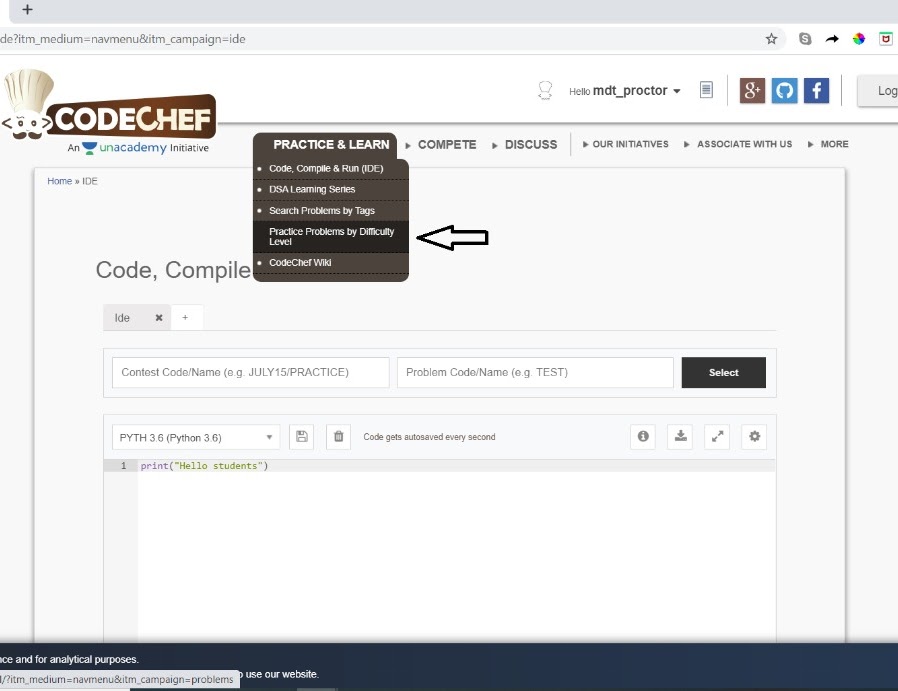 +
de?itm_medium=navmenu&itm_campaign=ide
CODECHEF
An unacademy Initiative
Hello mdt_proctor
g+
f
Log
PRACTICE & LEARN
COMPETE
DISCUSS
OUR INITIATIVES
ASSOCIATE WITH US
MORE
Code, Compile & Run (IDE)
DSA Learning Series
Search Problems by Tags
Practice Problems by Difficulty
Level
CodeChef Wiki
Home » IDE
Code, Compile
Ide ✖ +
Contest Code/Name (e.g. JULY15/PRACTICE)
Problem Code/Name (e.g. TEST)
Select
PYTH 3.6 (Python 3.6)
Code gets autosaved every second
1 print("Hello students")
nce and for analytical purposes.
o use our website.
l/?itm_medium=navmenu&itm_campaign=problems